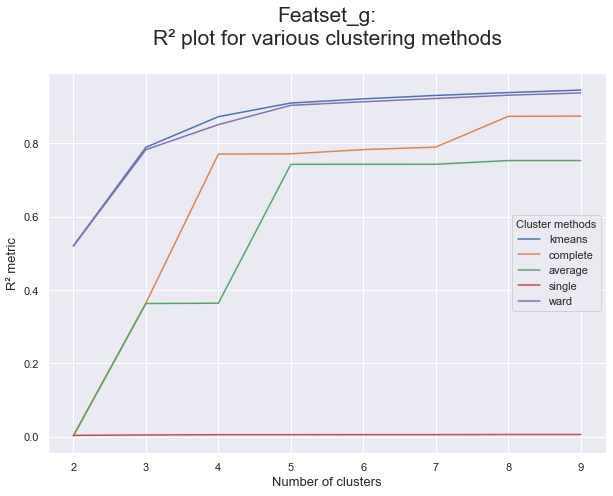 Featset_g:
R² plot for various clustering methods
R² metric
0.8
0.6
0.4
0.2
0.0
2 3 4 5 6 7 8 9
Number of clusters
Cluster methods
kmeans
complete
average
single
ward